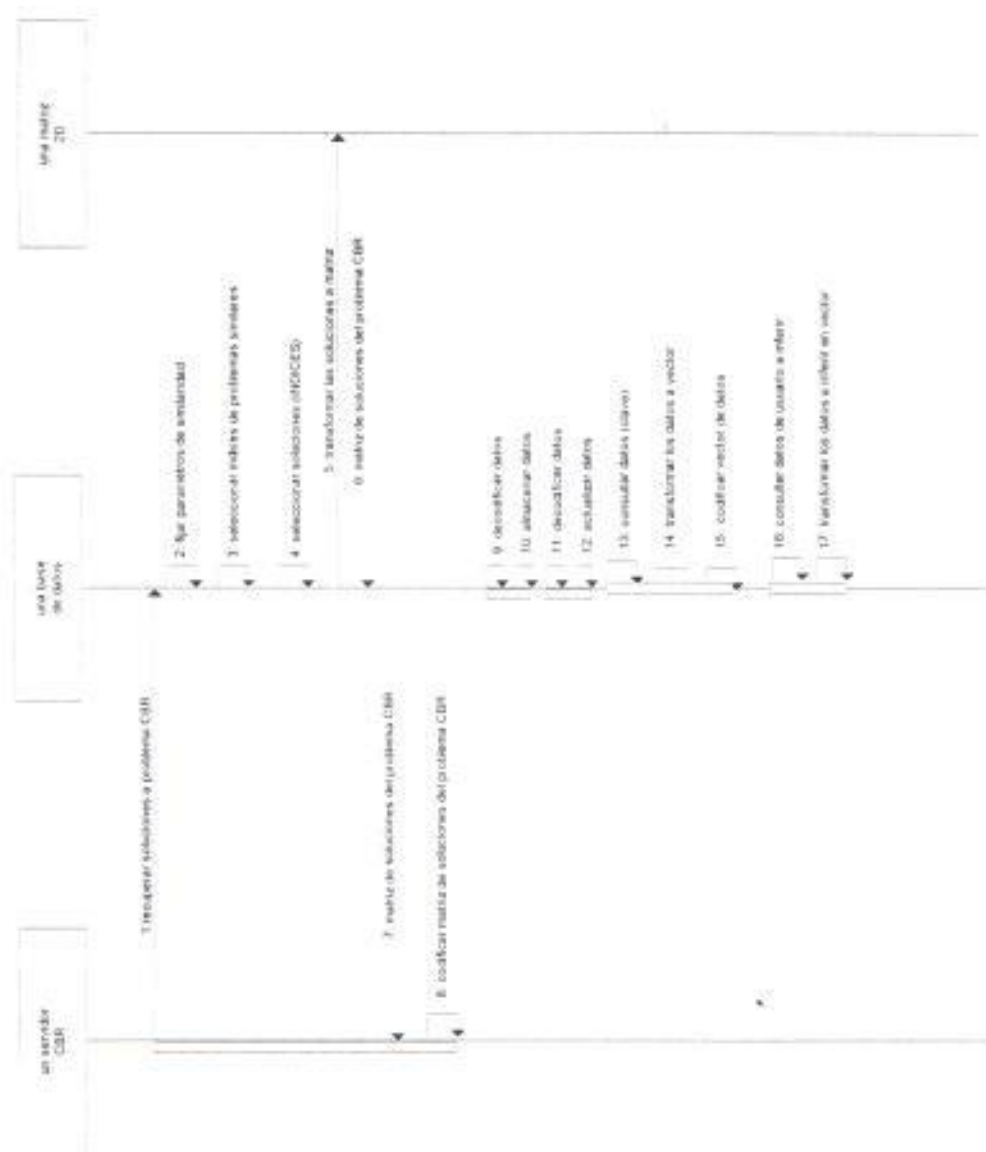 un servidor
CBR
una base
de datos
una matriz
2D
1: recuperar soluciones a problema CBR
2: fijar parametros de similaridad
3: seleccionar indices de problemas similares
4: seleccionar soluciones (INDICES)
5: transformar las soluciones a matriz
6: matriz de soluciones del problema CBR
7: matriz de soluciones del problema CBR
8: codificar matriz de soluciones del problema CBR
9: decodificar datos
10: almacenar datos
11: decodificar datos
12: actualizar datos
13: consultar datos (clave)
14: transformar los datos a vector
15: codificar vector de datos
16: consultar datos de usuario a inferir
17: transformar los datos a inferir en vector